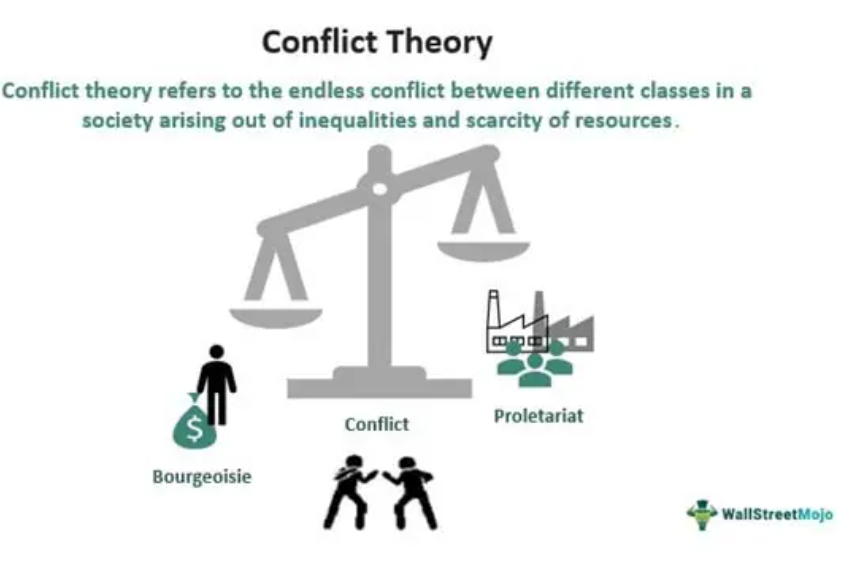 Conflict Theory
Conflict theory refers to the endless conflict between different classes in a
society arising out of inequalities and scarcity of resources.
$
Conflict
Proletariat
Bourgeoisie
WallStreetMojo